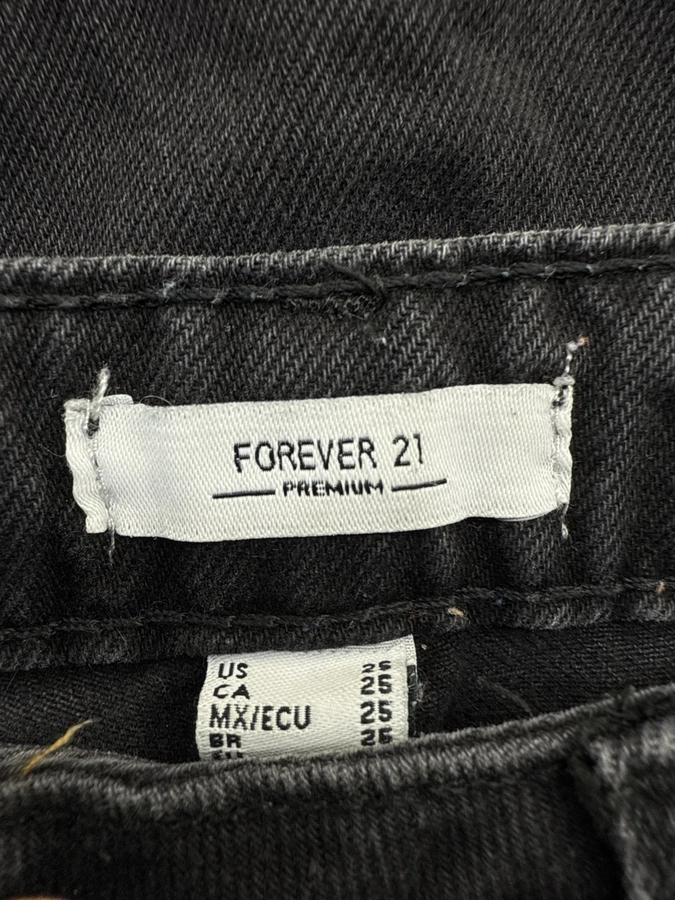 FOREVER 21
PREMIUM
US 25
CA 25
MX/ECU 25
BR 25